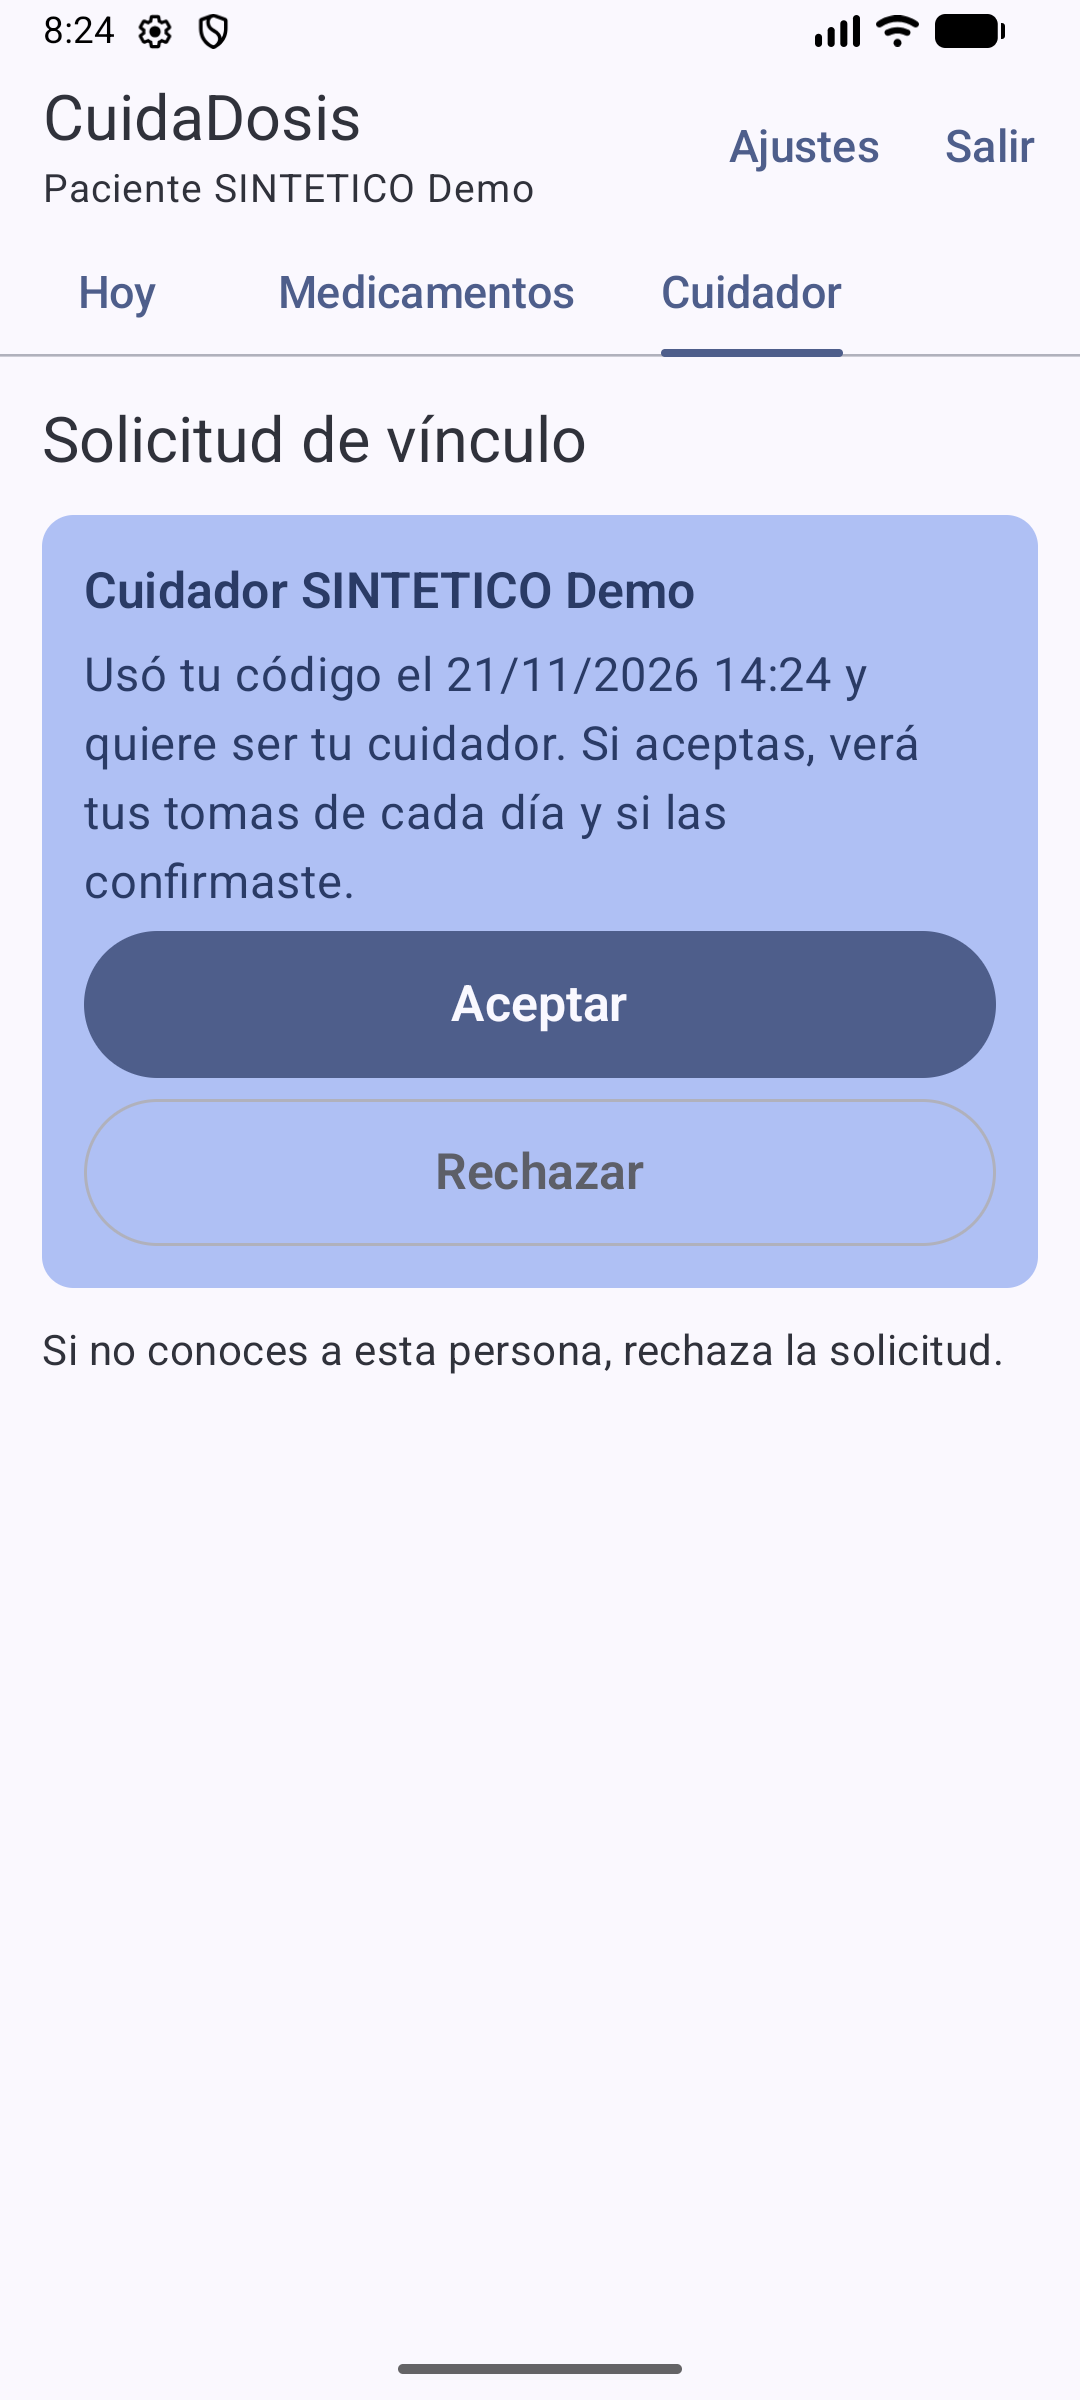 8:24
CuidaDosis
Paciente SINTETICO Demo
Ajustes
Salir
Hoy
Medicamentos
Cuidador
Solicitud de vínculo
Cuidador SINTETICO Demo
Usó tu código el 21/11/2026 14:24 y
quiere ser tu cuidador. Si aceptas, verá
tus tomas de cada día y si las
confirmaste.
Aceptar
Rechazar
Si no conoces a esta persona, rechaza la solicitud.